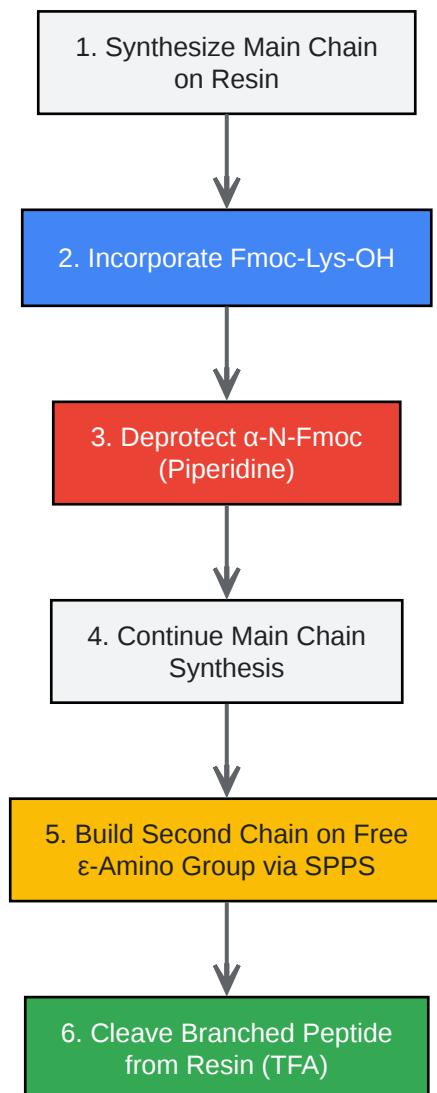 1. Synthesize Main Chain
on Resin
2. Incorporate Fmoc-Lys-OH
3. Deprotect α-N-Fmoc
(Piperidine)
4. Continue Main Chain
Synthesis
5. Build Second Chain on Free
ε-Amino Group via SPPS
6. Cleave Branched Peptide
from Resin (TFA)